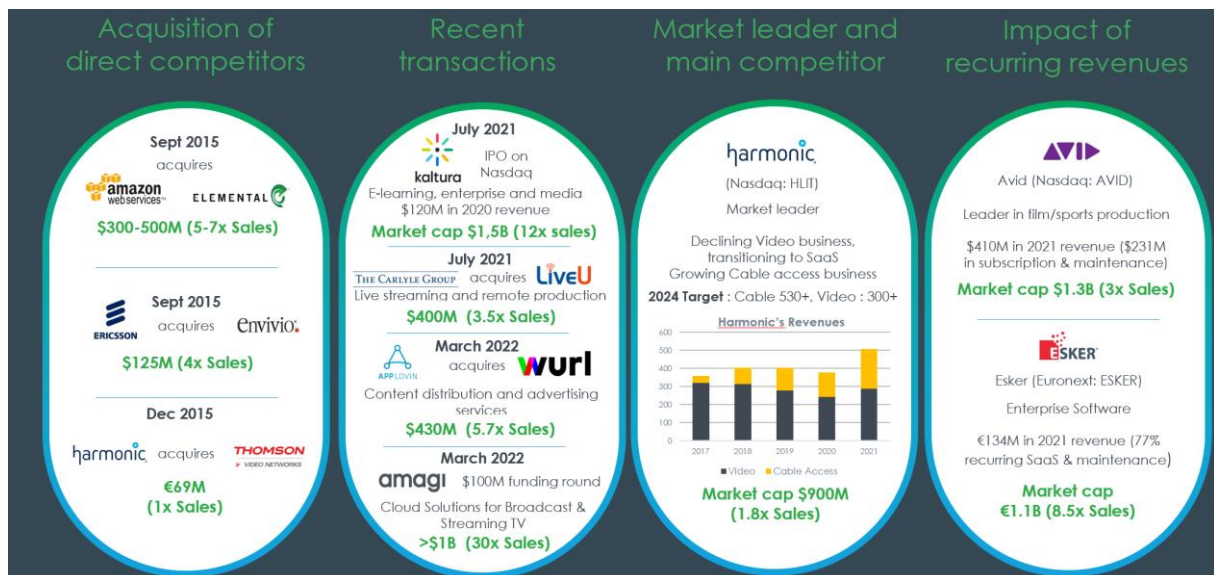 Acquisition of
direct competitors
Sept 2015
acquires
amazon
webservices™
ELEMENTAL
$300-500M (5-7x Sales)
Sept 2015
acquires
ERICSSON
envivio
$125M (4x Sales)
Dec 2015
harmonic acquires THOMSON
VIDEO NETWORKS
€69M
(1x Sales)
Recent
transactions
July 2021
kaltura
IPO on
Nasdaq
E-learning, enterprise and media
$120M in 2020 revenue
Market cap $1,5B (12x sales)
July 2021
THE CARLYLE GROUP acquires LiveU
Live streaming and remote production
$400M (3.5x Sales)
March 2022
APPLOVIN acquires wurl
Content distribution and advertising
services
$430M (5.7x Sales)
March 2022
amagi $100M funding round
Cloud Solutions for Broadcast &
Streaming TV
>$1B (30x Sales)
Market leader and
main competitor
harmonic
(Nasdaq: HLIT)
Market leader
Declining Video business,
transitioning to SaaS
Growing Cable access business
2024 Target : Cable 530+, Video : 300+
Harmonic's Revenues
600
500
400
300
200
100
0
2017 2018 2019 2020 2021
Video Cable Access
Market cap $900M
(1.8x Sales)
Impact of
recurring revenues
AVID
Avid (Nasdaq: AVID)
Leader in film/sports production
$410M in 2021 revenue ($231M
in subscription & maintenance)
Market cap $1.3B (3x Sales)
ESKER
Esker (Euronext: ESKER)
Enterprise Software
€134M in 2021 revenue (77%
recurring SaaS & maintenance)
Market cap
€1.1B (8.5x Sales)